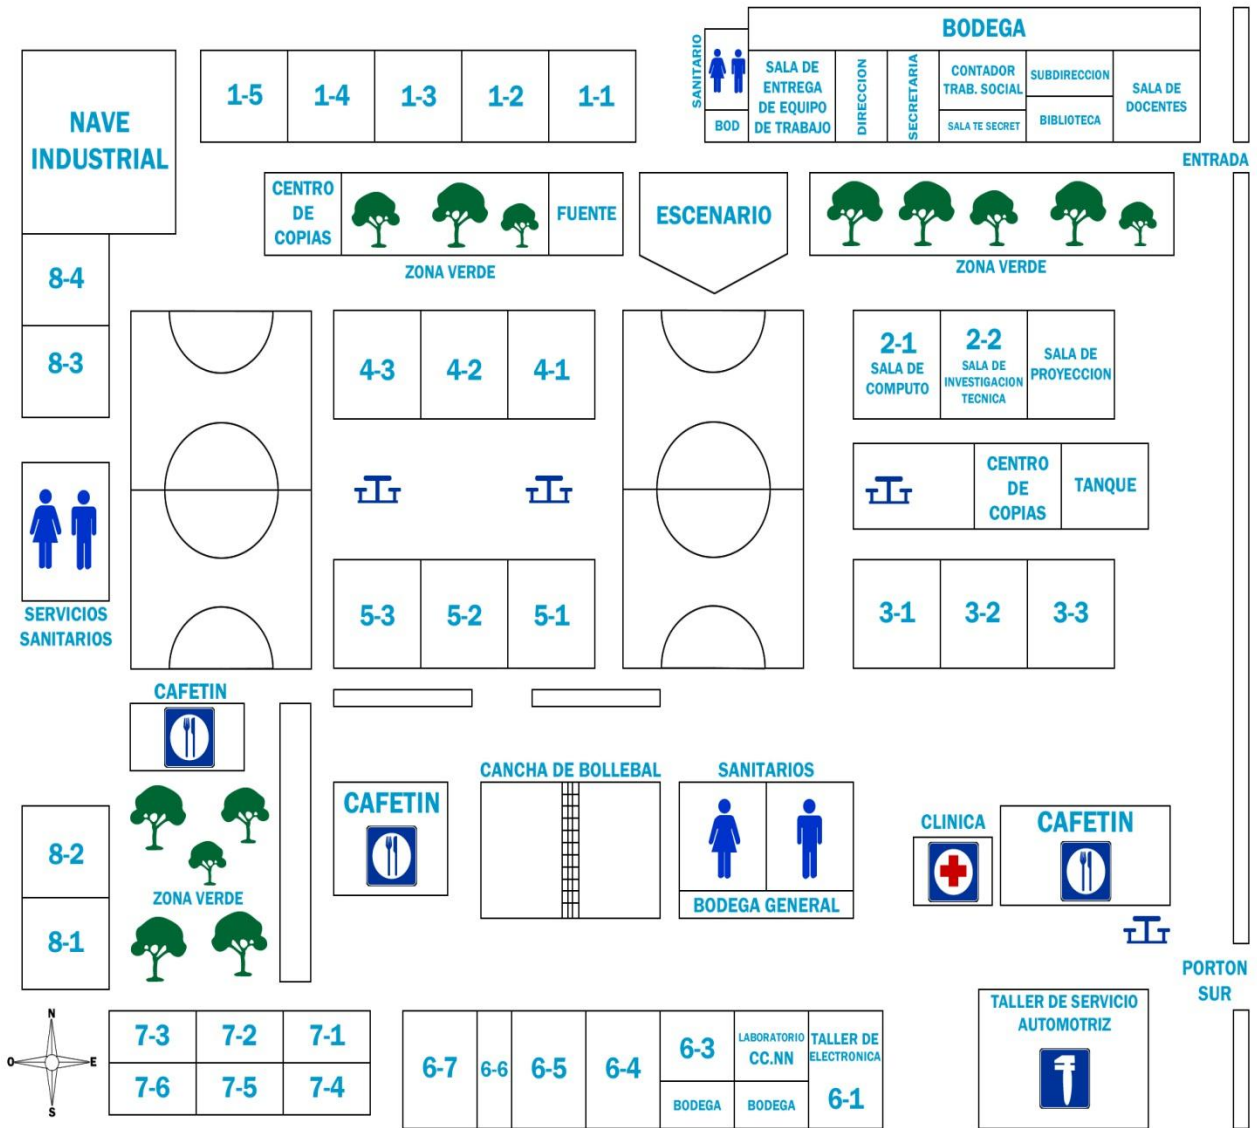 BODEGA
SANITARIO
BOD
SALA DE
ENTREGA
DE EQUIPO
DE TRABAJO
DIRECCION
SECRETARIA
CONTADOR
TRAB. SOCIAL
SALA TE SECRET
SUBDIRECCION
BIBLIOTECA
SALA DE
DOCENTES
NAVE
INDUSTRIAL
1-5
1-4
1-3
1-2
1-1
ENTRADA
CENTRO
DE
COPIAS
FUENTE
ZONA VERDE
ESCENARIO
ZONA VERDE
8-4
8-3
4-3
4-2
4-1
2-1
SALA DE
COMPUTO
2-2
SALA DE
INVESTIGACION
TECNICA
SALA DE
PROYECCION
CENTRO
DE
COPIAS
TANQUE
SERVICIOS
SANITARIOS
5-3
5-2
5-1
3-1
3-2
3-3
CAFETIN
CAFETIN
CANCHA DE BOLLEBAL
SANITARIOS
BODEGA GENERAL
CLINICA
CAFETIN
8-2
8-1
ZONA VERDE
PORTON
SUR
N
O
E
S
7-3
7-2
7-1
7-6
7-5
7-4
6-7
6-6
6-5
6-4
6-3
BODEGA
LABORATORIO
CC.NN
BODEGA
TALLER DE
ELECTRONICA
6-1
TALLER DE SERVICIO
AUTOMOTRIZ